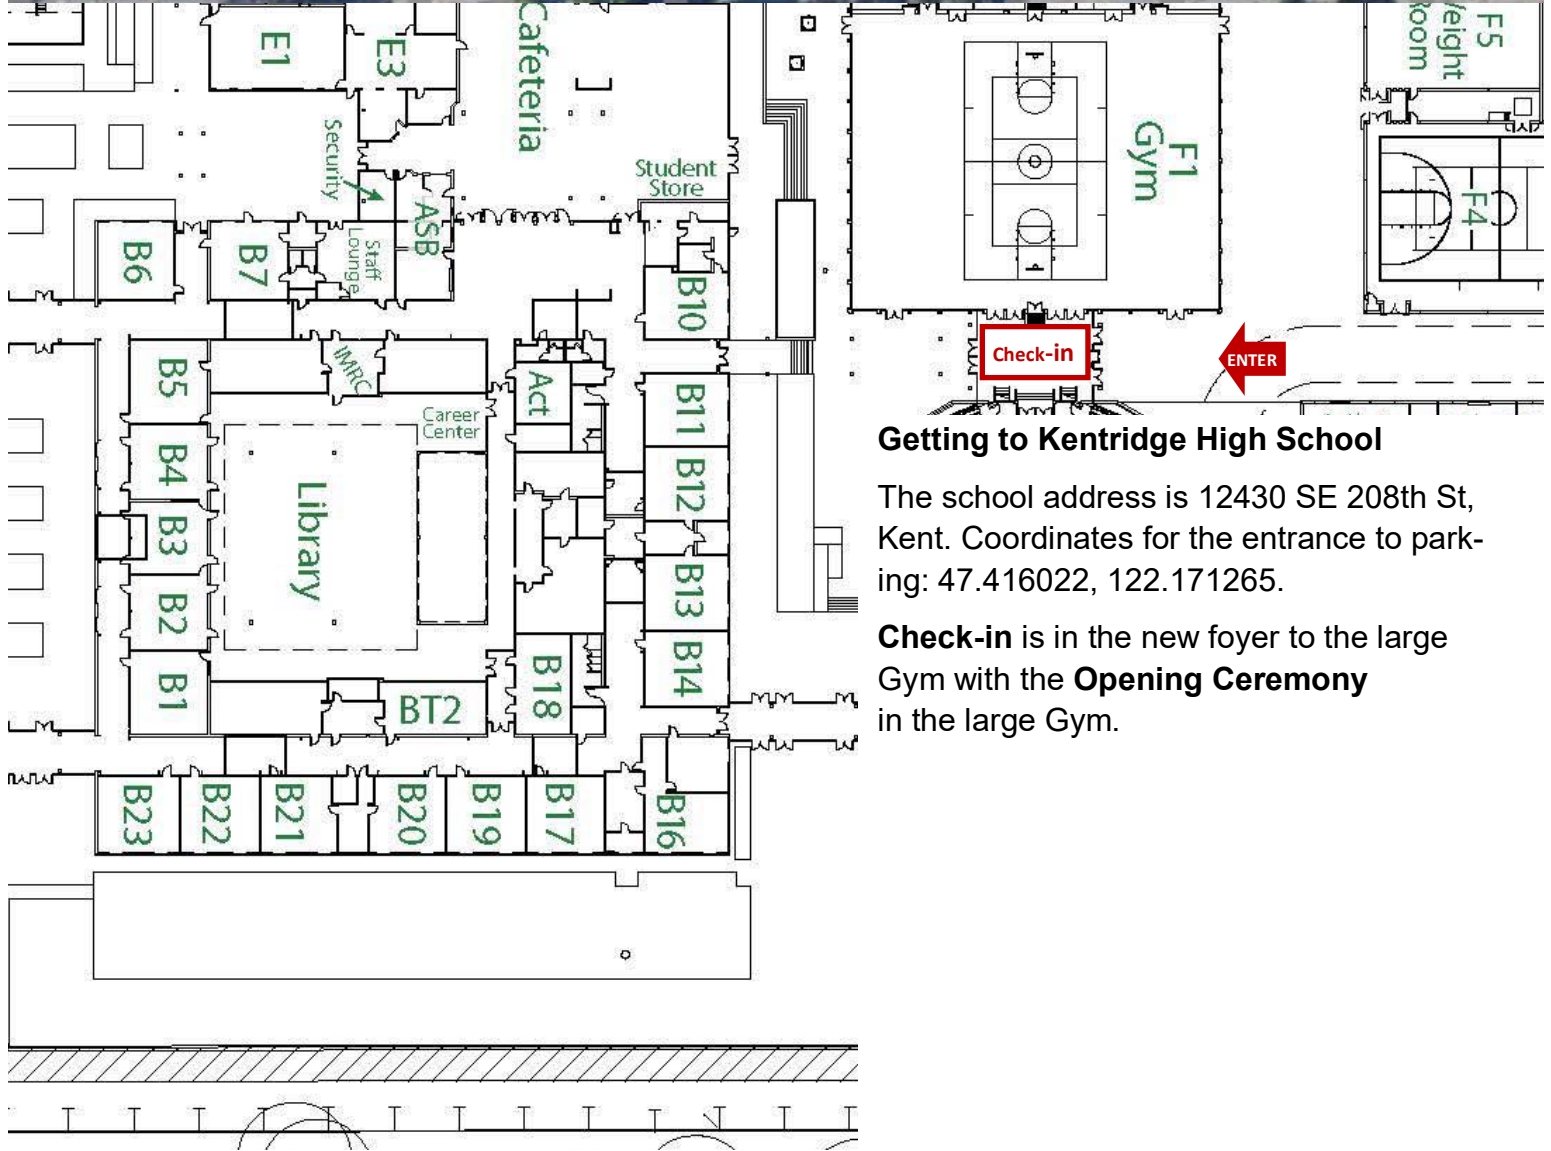 E1
E3
Cafeteria
F1
Gym
F5
Weight
Room
F4
Security
Student
Store
ASB
Staff
Lounge
B6
B7
B10
Check-in
ENTER
B5
IMRC
Act
B11
Career
Center
B4
B12
Library
B3
B2
B13
B1
BT2
B18
B14
B23
B22
B21
B20
B19
B17
B16
Getting to Kentridge High School
The school address is 12430 SE 208th St,
Kent. Coordinates for the entrance to park-
ing: 47.416022, 122.171265.
Check-in is in the new foyer to the large
Gym with the Opening Ceremony
in the large Gym.